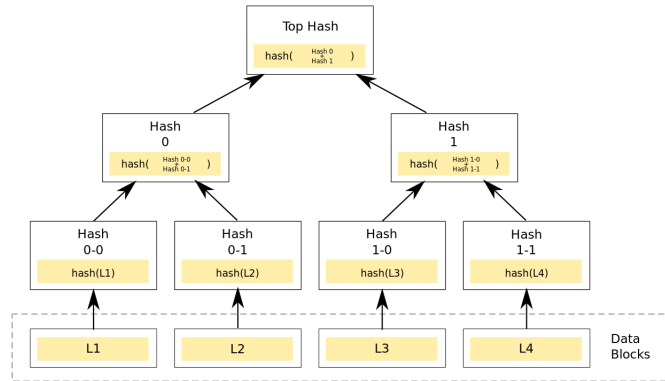 Top Hash
hash( Hash 0 + Hash 1 )
Hash
0
hash( Hash 0-0 + Hash 0-1 )
Hash
1
hash( Hash 1-0 + Hash 1-1 )
Hash
0-0
hash(L1)
Hash
0-1
hash(L2)
Hash
1-0
hash(L3)
Hash
1-1
hash(L4)
L1
L2
L3
L4
Data
Blocks